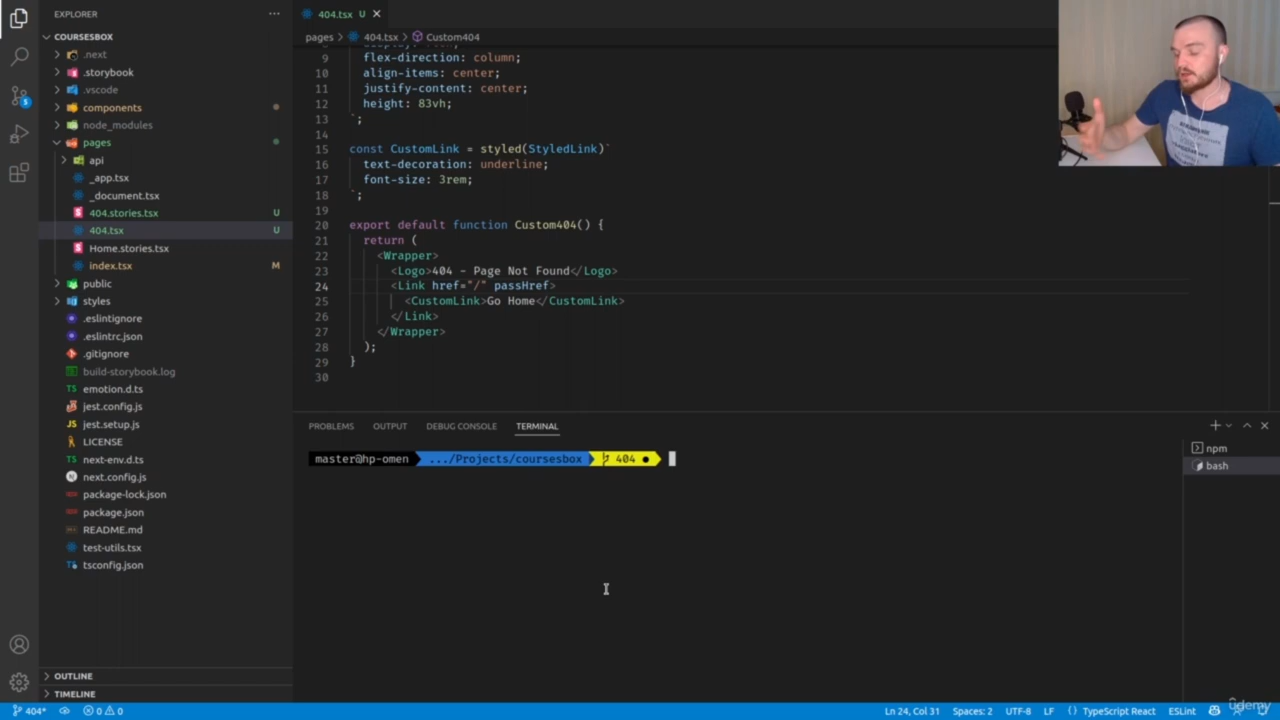 EXPLORER
COURSESBOX
.next
.storybook
.vscode
components
node_modules
pages
api
_app.tsx
_document.tsx
404.stories.tsx U
404.tsx U
Home.stories.tsx
index.tsx M
public
styles
.eslintignore
.eslintrc.json
.gitignore
build-storybook.log
TS emotion.d.ts
jest.config.js
JS jest.setup.js
LICENSE
TS next-env.d.ts
next.config.js
package-lock.json
package.json
README.md
test-utils.tsx
tsconfig.json
OUTLINE
TIMELINE
404.tsx U
pages > 404.tsx > Custom404
9 flex-direction: column;
10 align-items: center;
11 justify-content: center;
12 height: 83vh;
13 `;
14
15 const CustomLink = styled(StyledLink)`
16 text-decoration: underline;
17 font-size: 3rem;
18 `;
19
20 export default function Custom404() {
21 return (
22 <Wrapper>
23 <Logo>404 - Page Not Found</Logo>
24 <Link href="/" passHref>
25 <CustomLink>Go Home</CustomLink>
26 </Link>
27 </Wrapper>
28 );
29 }
30
PROBLEMS OUTPUT DEBUG CONSOLE TERMINAL
master@hp-omen .../Projects/coursesbox 404 ●
npm
bash
404* 0 0 Ln 24, Col 31 Spaces: 2 UTF-8 LF TypeScript React ESLint
udemy